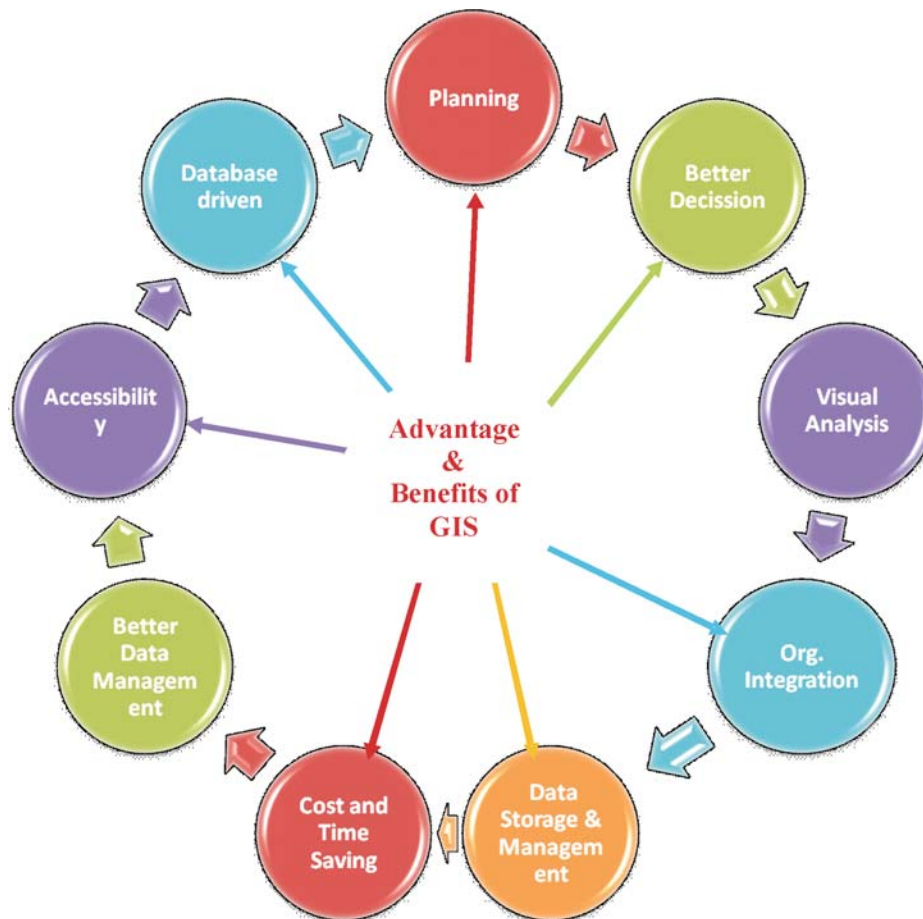 Planning
Better
Decission
Visual
Analysis
Org.
Integration
Data
Storage &
Managem
ent
Cost and
Time
Saving
Better
Data
Managem
ent
Accessibilit
y
Database
driven
Advantage
&
Benefits of
GIS